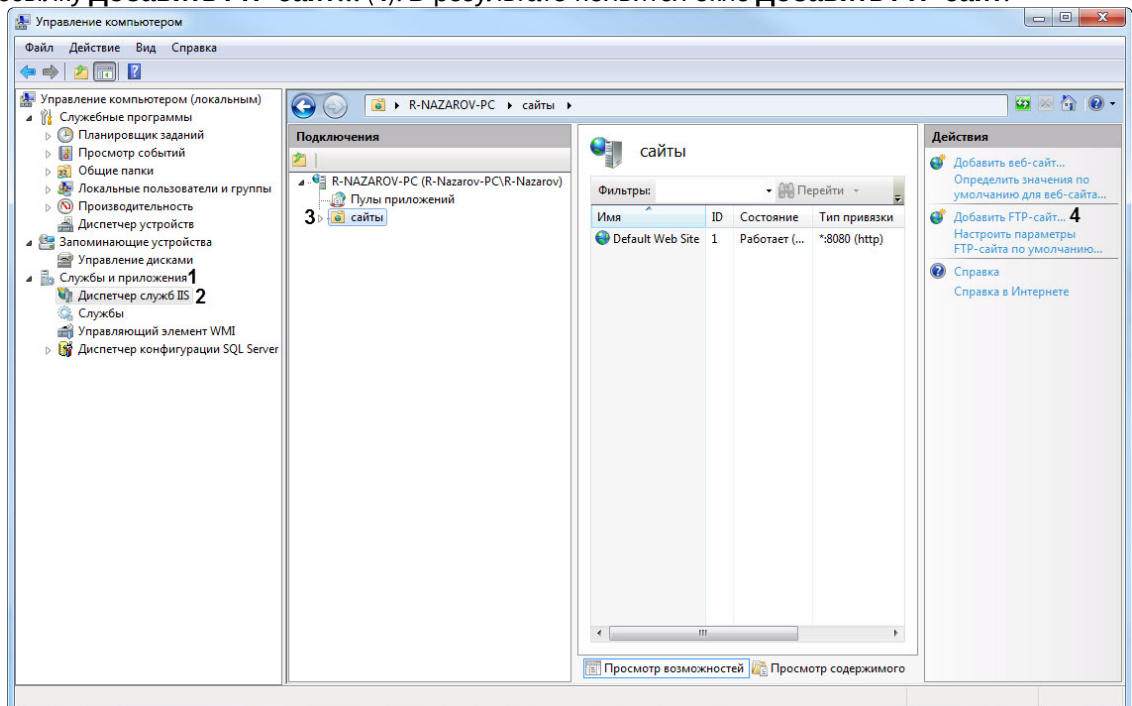 Управление компьютером
Файл Действие Вид Справка
Управление компьютером (локальным)
Служебные программы
Планировщик заданий
Просмотр событий
Общие папки
Локальные пользователи и группы
Производительность
Диспетчер устройств
Запоминающие устройства
Управление дисками
Службы и приложения 1
Диспетчер служб IIS 2
Службы
Управляющий элемент WMI
Диспетчер конфигурации SQL Server
R-NAZAROV-PC сайты
Подключения
R-NAZAROV-PC (R-Nazarov-PC\R-Nazarov)
Пулы приложений
3 сайты
сайты
Фильтры: Перейти
Имя ID Состояние Тип привязки
Default Web Site 1 Работает (... *:8080 (http)
Просмотр возможностей Просмотр содержимого
Действия
Добавить веб-сайт...
Определить значения по
умолчанию для веб-сайта...
Добавить FTP-сайт... 4
Настроить параметры
FTP-сайта по умолчанию...
Справка
Справка в Интернете